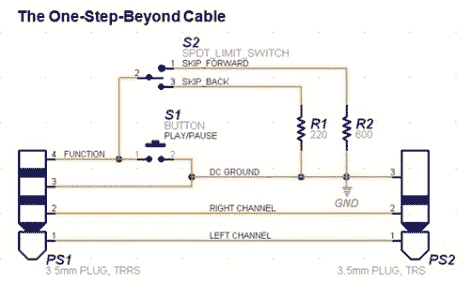 The One-Step-Beyond Cable
S2
SPDT_LIMIT_SWITCH
1 SKIP_FORWARD
2
3 SKIP_BACK
S1
BUTTON
PLAY/PAUSE
R1
220
R2
600
4 FUNCTION
1 2
3
DC GROUND
3
GND
2
RIGHT CHANNEL
2
1
LEFT CHANNEL
1
PS1
3.5mm PLUG, TRRS
PS2
3.5mm PLUG, TRS